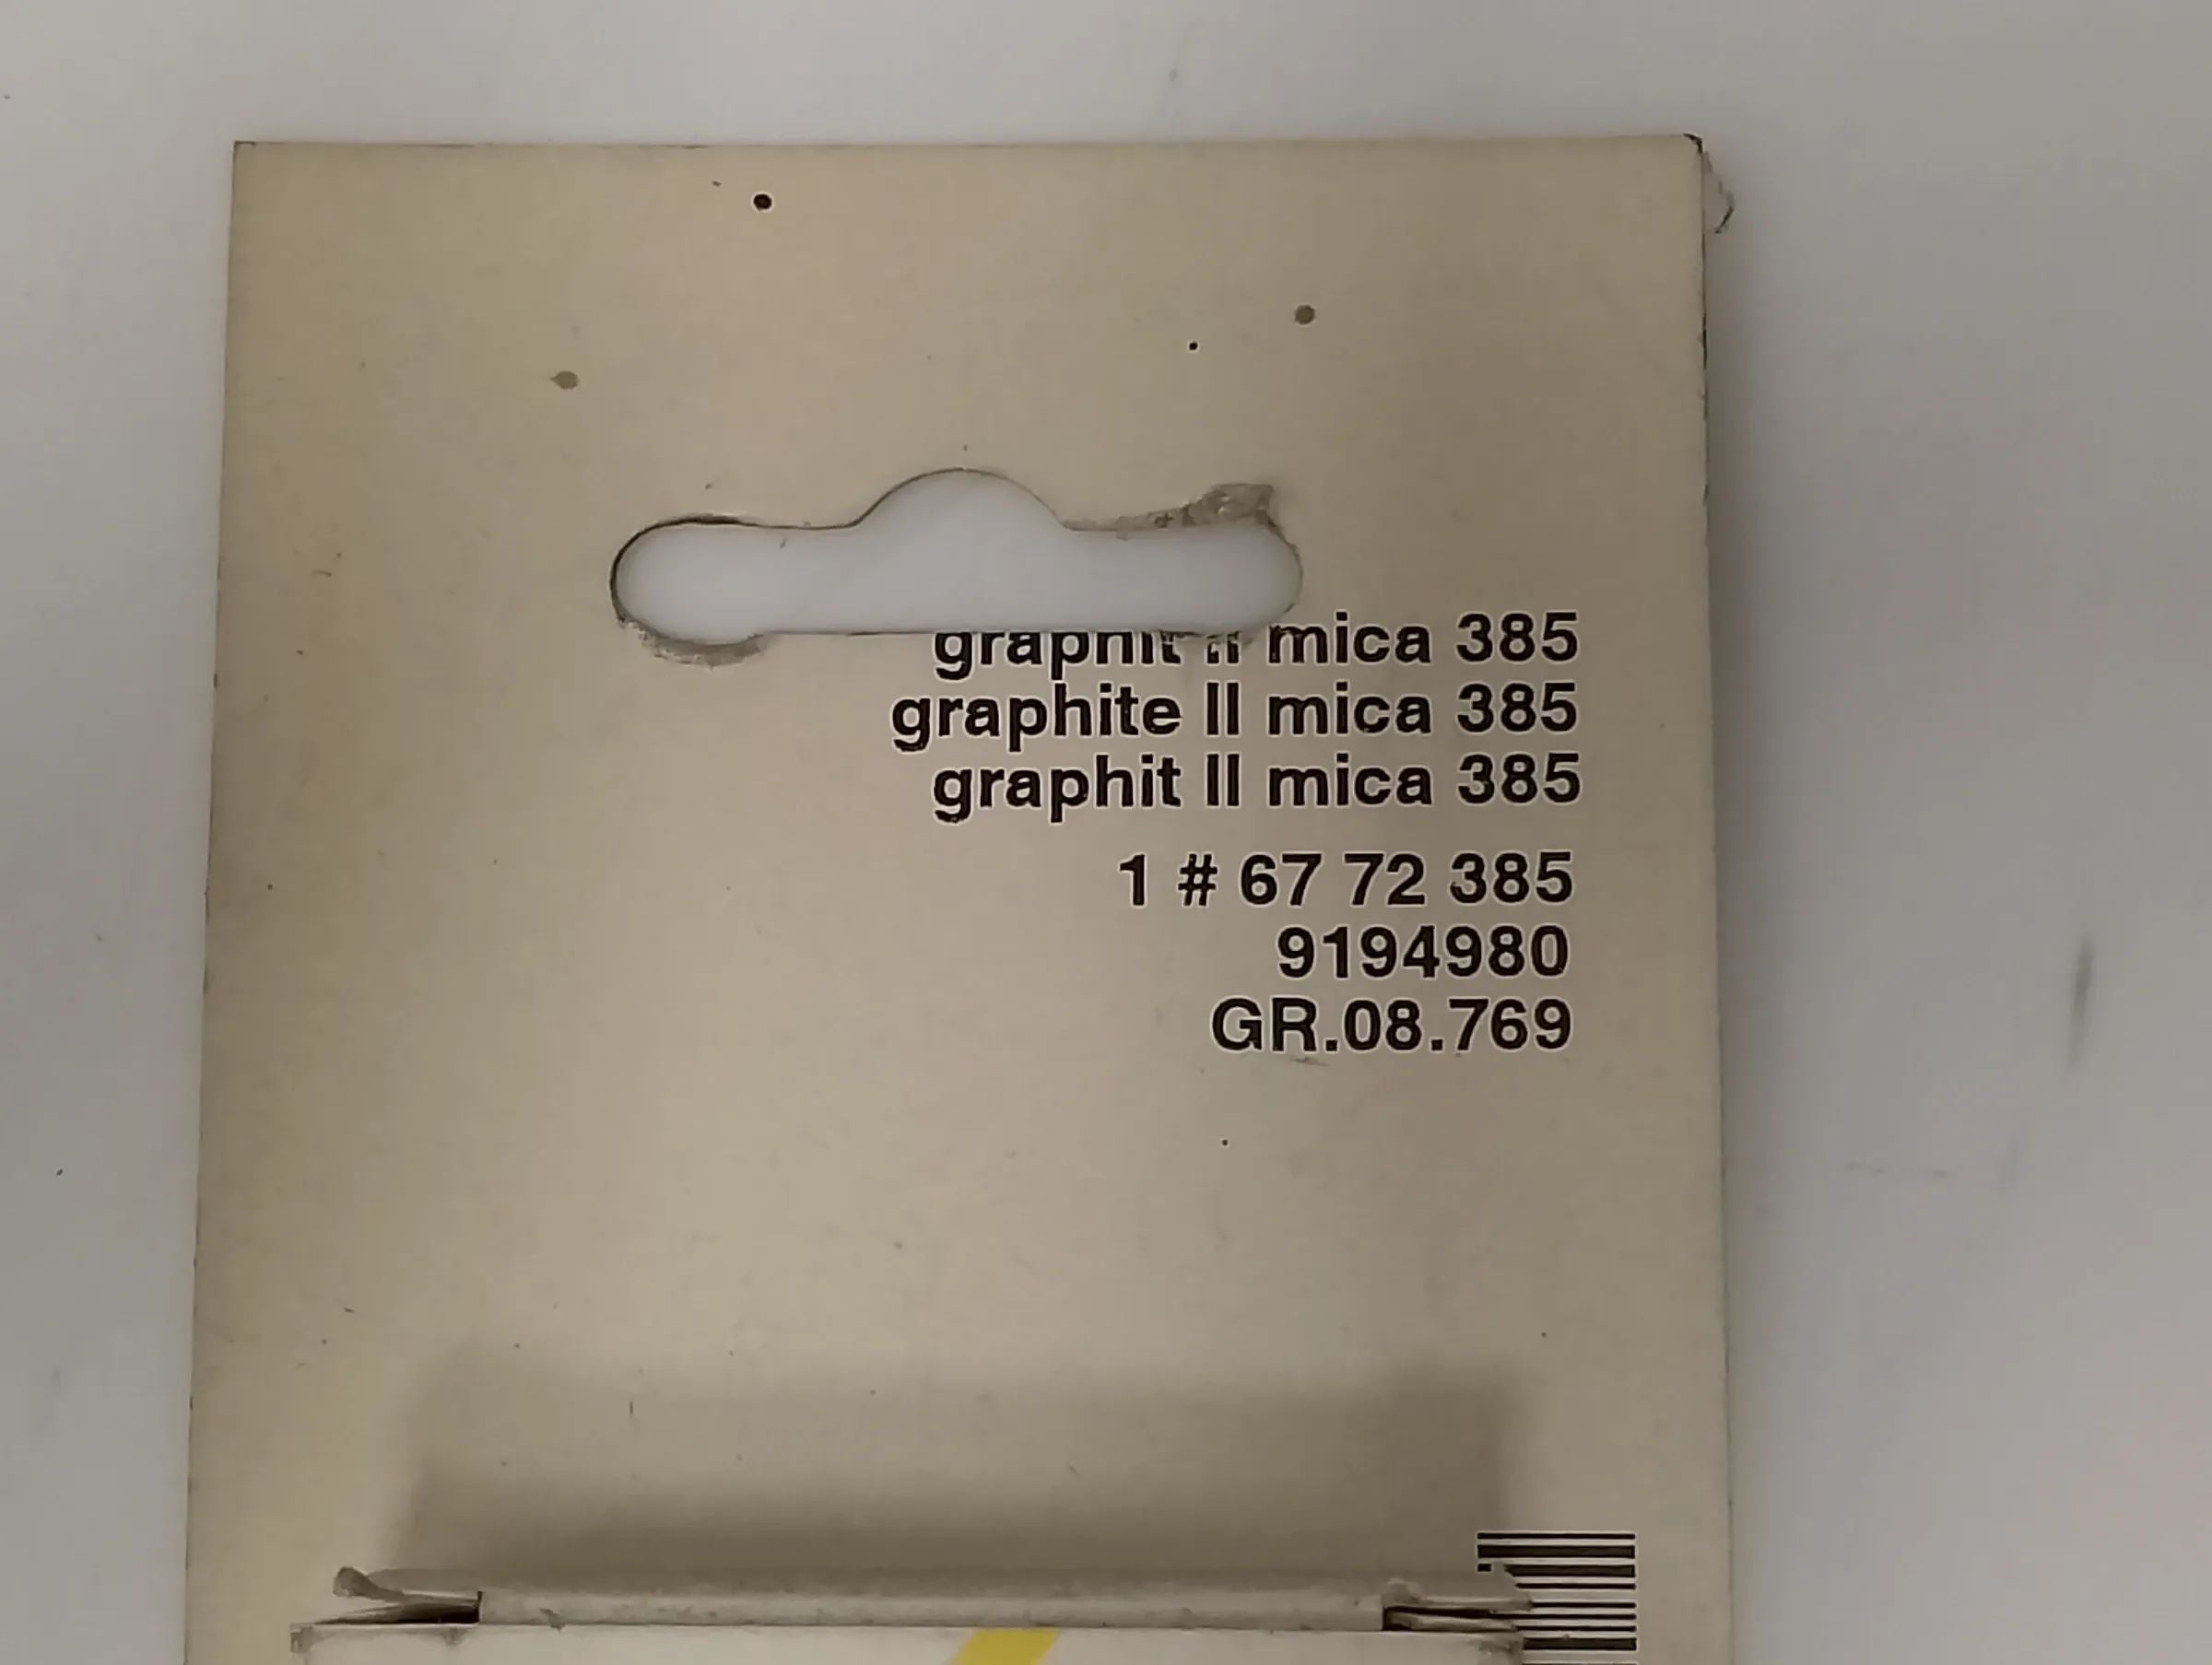 graphit II mica 385
graphite II mica 385
graphit II mica 385
1 # 67 72 385
9194980
GR.08.769